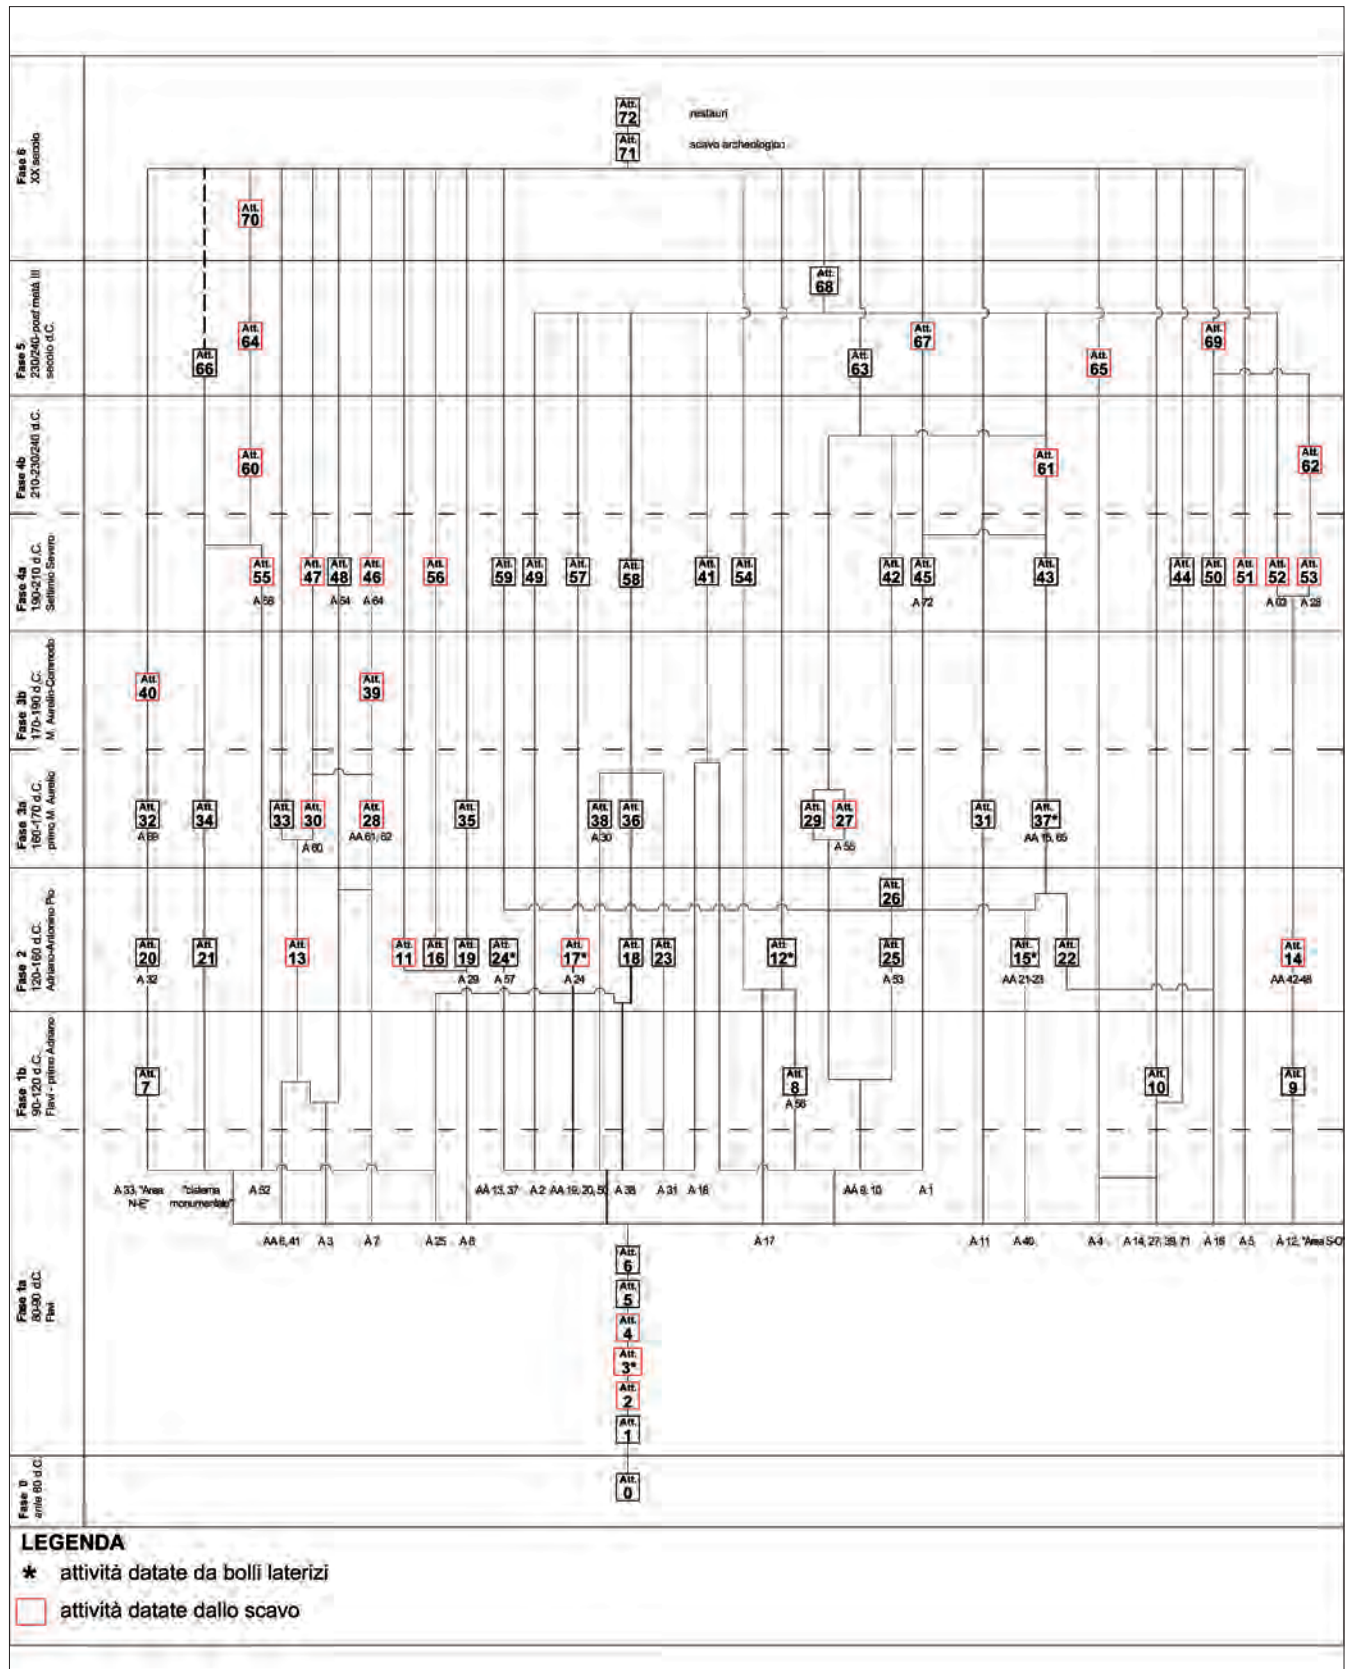 Fase 6
XX secolo
Att.
72
restauri
Att.
71
scavo archeologico
Att.
70
Fase 5
230/240-post metà III
secolo d.C.
Att.
68
Att.
64
Att.
67
Att.
69
Att.
66
Att.
63
Att.
65
Fase 4b
210-230/240 d.C.
Att.
60
Att.
61
Att.
62
Fase 4a
190-210 d.C.
Settimio Severo
Att.
55
Att.
47
Att.
48
Att.
46
Att.
56
Att.
59
Att.
49
Att.
57
Att.
58
Att.
41
Att.
54
Att.
42
Att.
45
Att.
43
Att.
44
Att.
50
Att.
51
Att.
52
Att.
53
A 54
A 64
A 72
A 28
Fase 3b
170-190 d.C.
M. Aurelio-Commodo
Att.
40
Att.
39
Fase 3a
160-170 d.C.
primo M. Aurelio
Att.
32
Att.
34
Att.
33
Att.
30
Att.
28
Att.
35
Att.
38
Att.
36
Att.
29
Att.
27
Att.
31
Att.
37*
A 60
AA 61, 62
A 30
A 55
Fase 2
120-160 d.C.
Adriano-Antonino Pio
Att.
26
Att.
20
Att.
21
Att.
13
Att.
11
Att.
16
Att.
19
Att.
24*
Att.
17*
Att.
18
Att.
23
Att.
12*
Att.
25
Att.
15*
Att.
22
Att.
14
A 32
A 29
A 57
A 24
A 53
AA 21-23
AA 42-48
Fase 1b
90-120 d.C.
Flavi - primo Adriano
Att.
7
Att.
8
Att.
10
Att.
9
A 56
A 33, "Area
N-E"
"cisterna
monumentale"
A 52
AA 13, 37
A 2
AA 19, 20, 50
A 38
A 31
A 16
AA 9, 10
A 1
AA 6, 41
A 3
A 7
A 25
A 17
A 11
A 4
A 14, 27, 39, 71
A 5
A 12, "Area S-O"
Fase 1a
80-90 d.C.
Flavi
Att.
6
Att.
5
Att.
4
Att.
3*
Att.
2
Att.
1
Fase 0
Att.
0
LEGENDA
* attività datate da bolli laterizi
attività datate dallo scavo